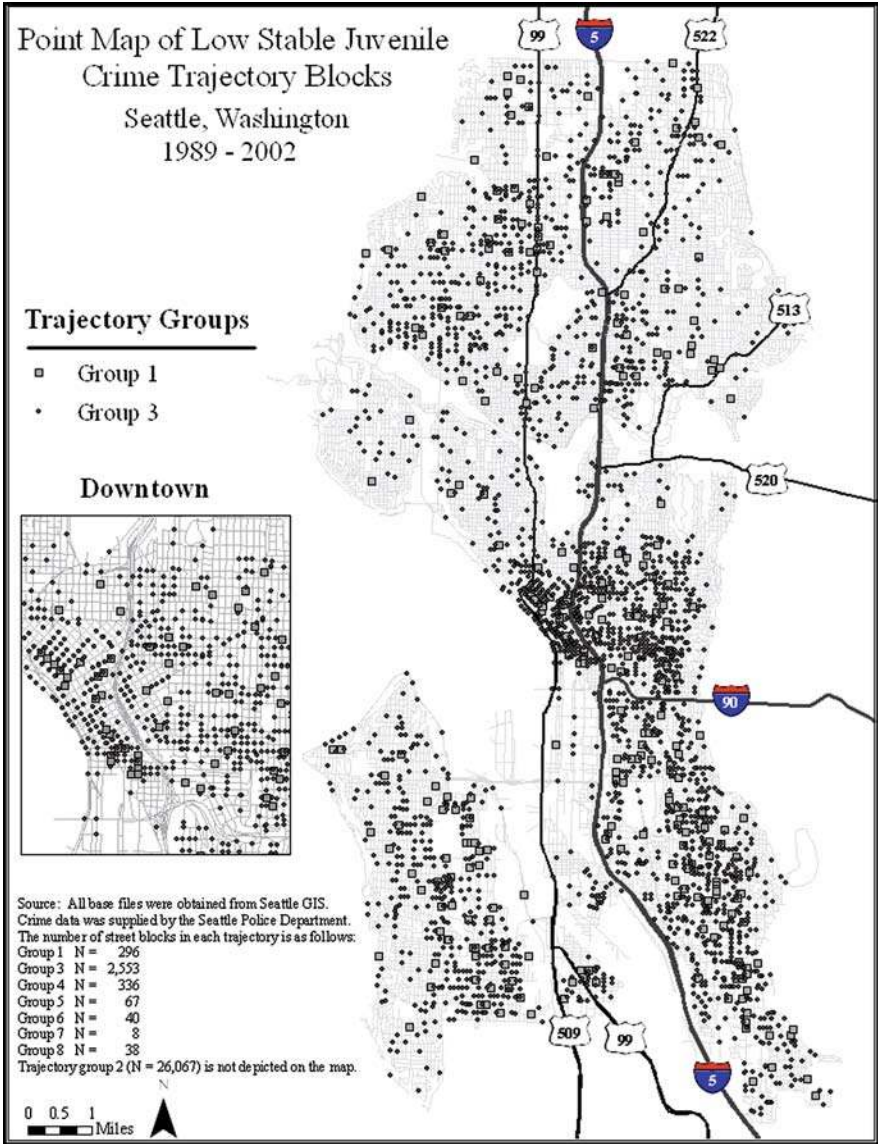 Point Map of Low Stable Juvenile
Crime Trajectory Blocks
Seattle, Washington
1989 - 2002
99
5
522
513
Trajectory Groups
Group 1
Group 3
Downtown
520
90
Source: All base files were obtained from Seattle GIS.
Crime data was supplied by the Seattle Police Department.
The number of street blocks in each trajectory is as follows:
Group 1 N = 296
Group 3 N = 2,553
Group 4 N = 336
Group 5 N = 67
Group 6 N = 40
Group 7 N = 8
Group 8 N = 38
Trajectory group 2 (N = 26,067) is not depicted on the map.
509
99
5
N
0 0.5 1
Miles